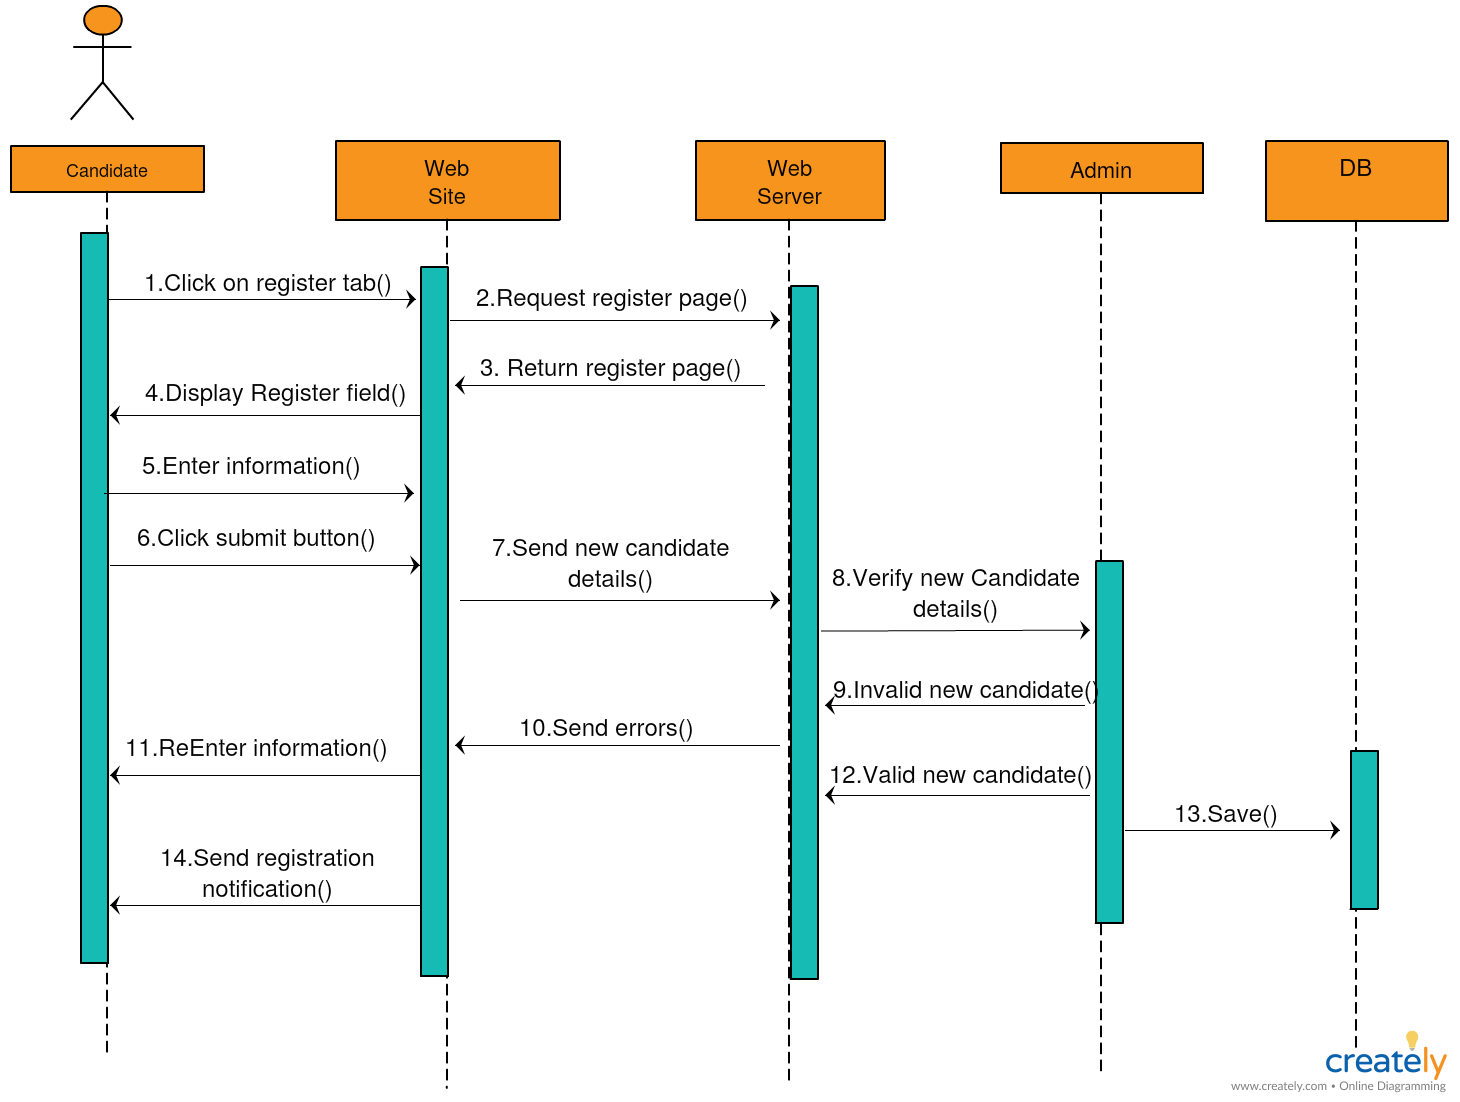 Candidate
Web
Site
Web
Server
Admin
DB
1.Click on register tab()
2.Request register page()
3. Return register page()
4.Display Register field()
5.Enter information()
6.Click submit button()
7.Send new candidate
details()
8.Verify new Candidate
details()
9.Invalid new candidate()
10.Send errors()
11.ReEnter information()
12.Valid new candidate()
13.Save()
14.Send registration
notification()
creately
www.creately.com • Online Diagramming